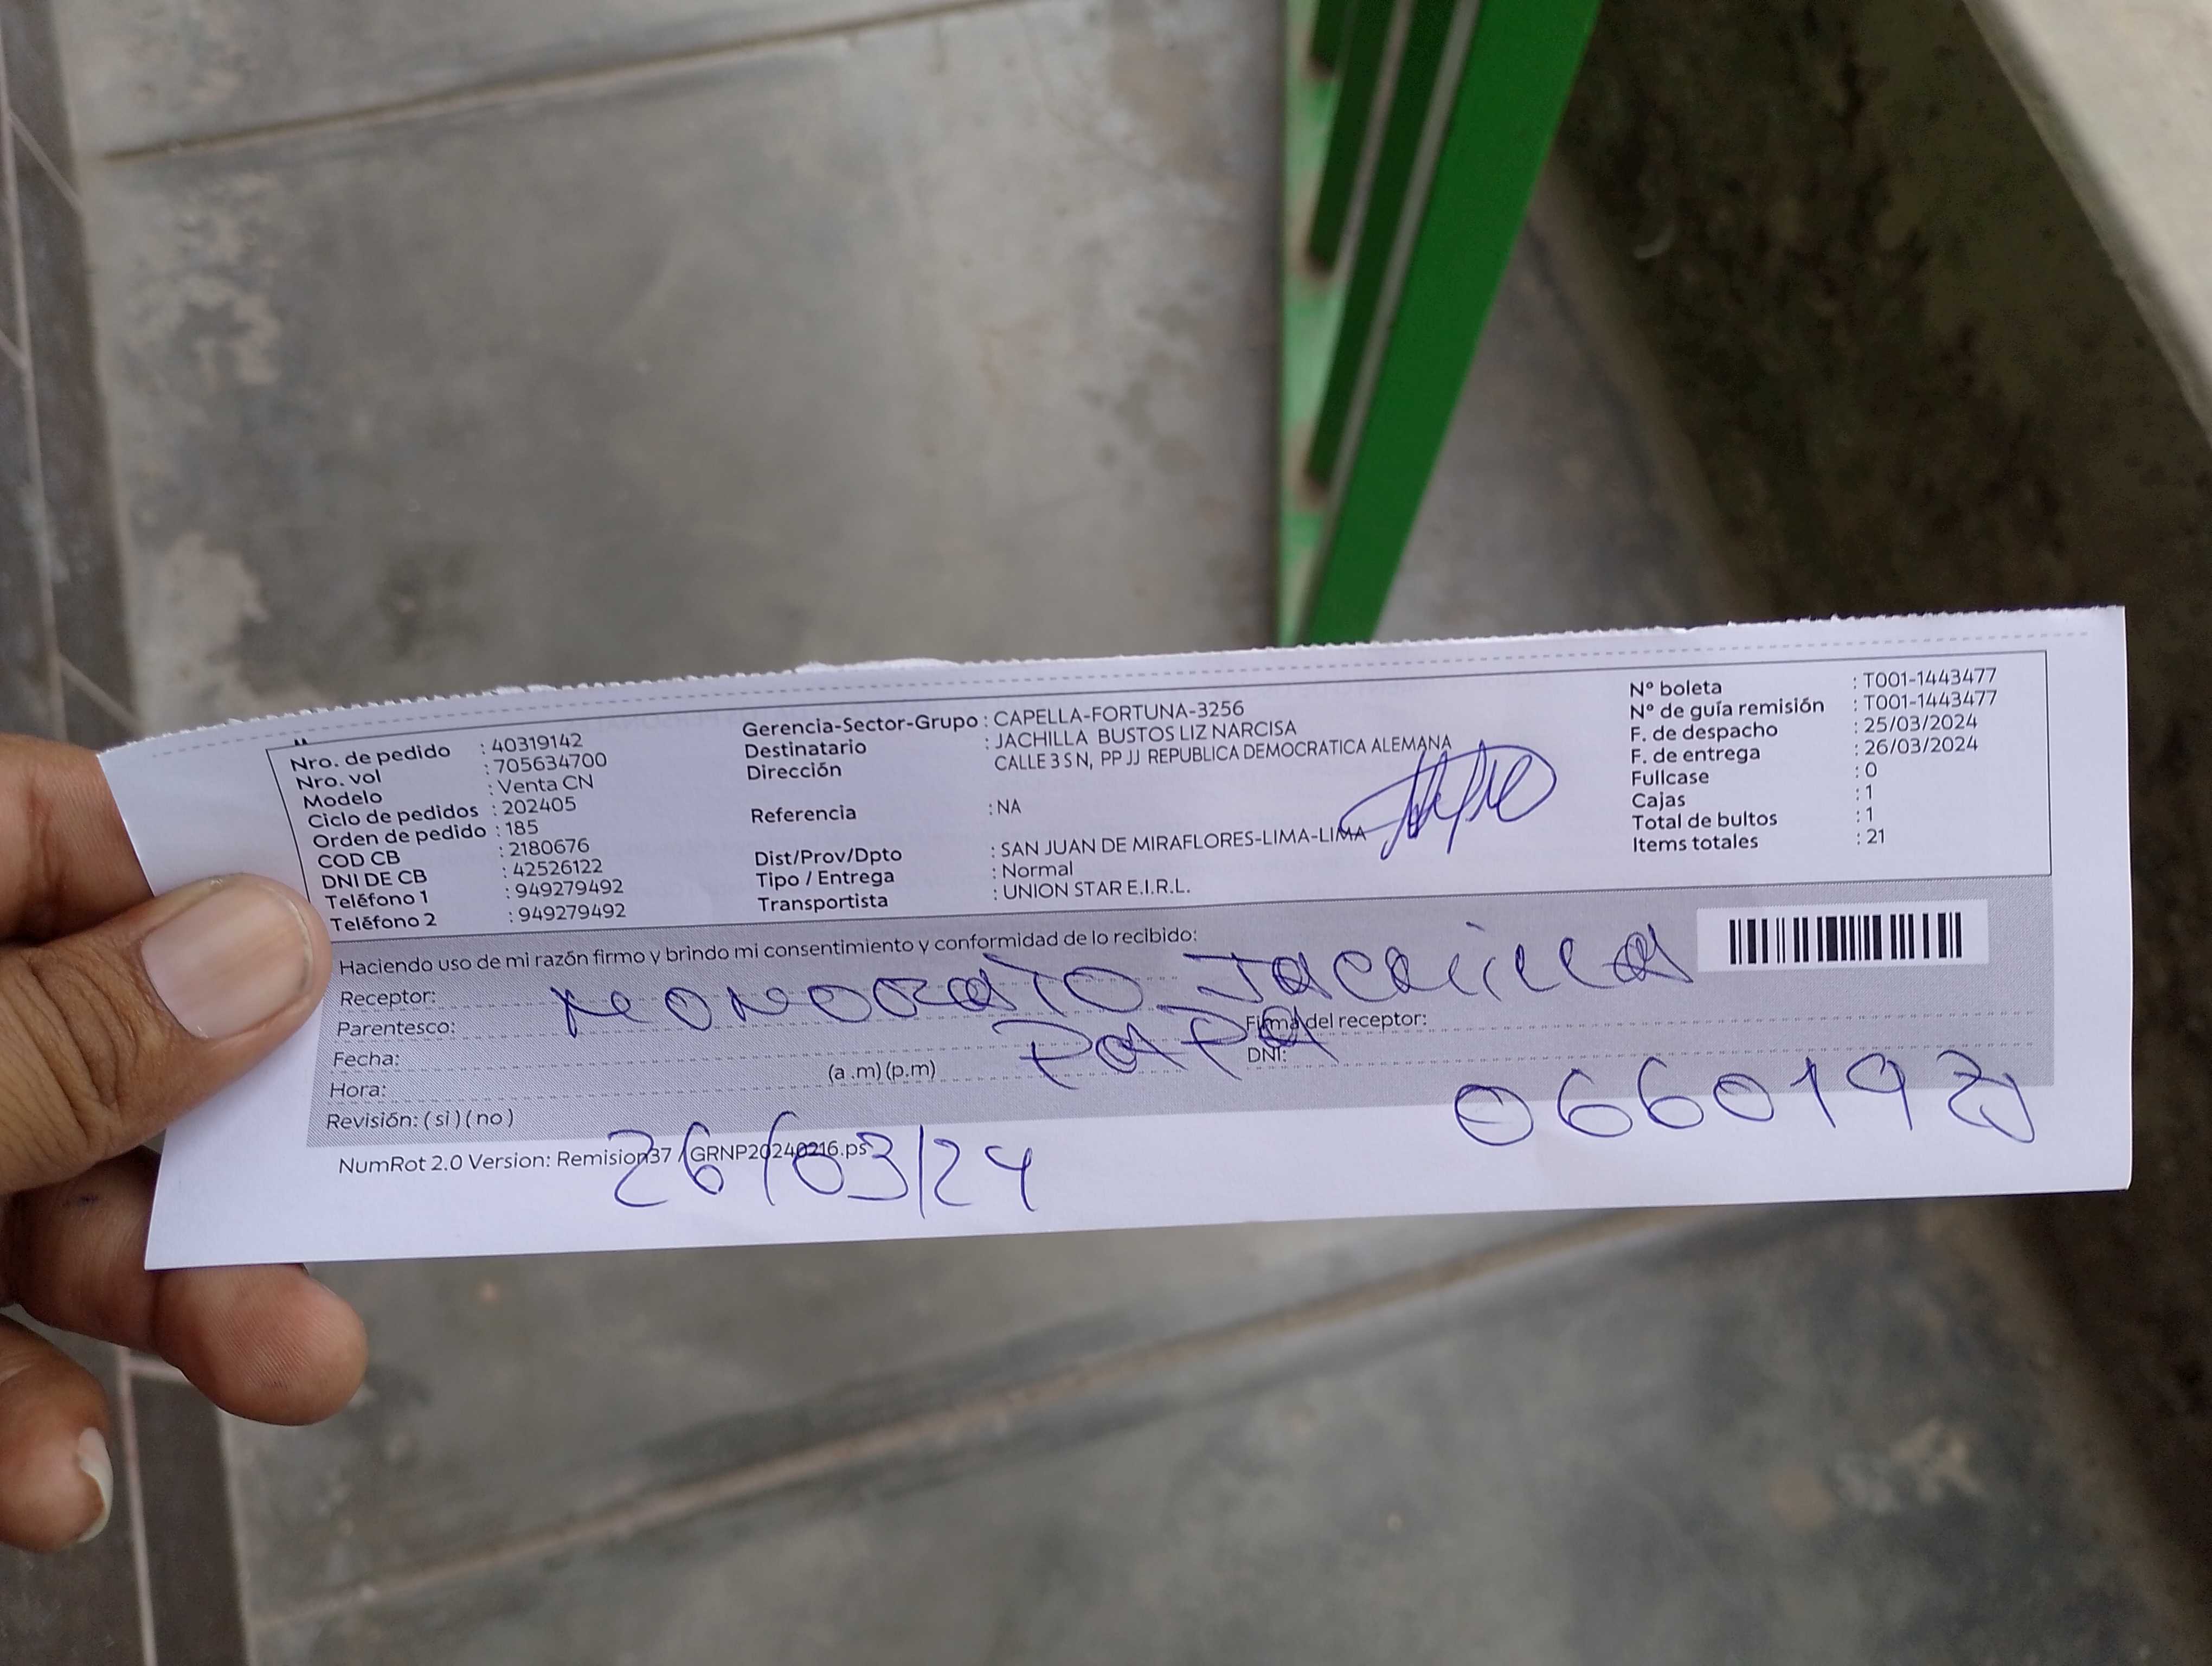 Nro. de pedido : 40319142
Nro. vol : 705634700
Modelo : Venta CN
Ciclo de pedidos : 202405
Orden de pedido : 185
COD CB : 2180676
DNI DE CB : 42526122
Teléfono 1 : 949279492
Teléfono 2 : 949279492
Gerencia-Sector-Grupo : CAPELLA-FORTUNA-3256
Destinatario : JACHILLA BUSTOS LIZ NARCISA
Dirección CALLE 3 S N, PP JJ REPUBLICA DEMOCRATICA ALEMANA
Referencia : NA
Dist/Prov/Dpto : SAN JUAN DE MIRAFLORES-LIMA-LIMA
Tipo / Entrega : Normal
Transportista : UNION STAR E.I.R.L.
N° boleta : T001-1443477
N° de guía remisión : T001-1443477
F. de despacho : 25/03/2024
F. de entrega : 26/03/2024
Fullcase : 0
Cajas : 1
Total de bultos : 1
Items totales : 21
Haciendo uso de mi razón firmo y brindo mi consentimiento y conformidad de lo recibido:
Receptor:
Parentesco: PAPA
Firma del receptor:
Fecha:
DNI:
Hora: (a .m) (p.m)
Revisión: ( si ) ( no )
NumRot 2.0 Version: Remision37 / GRNP20240216.ps
26/03/24